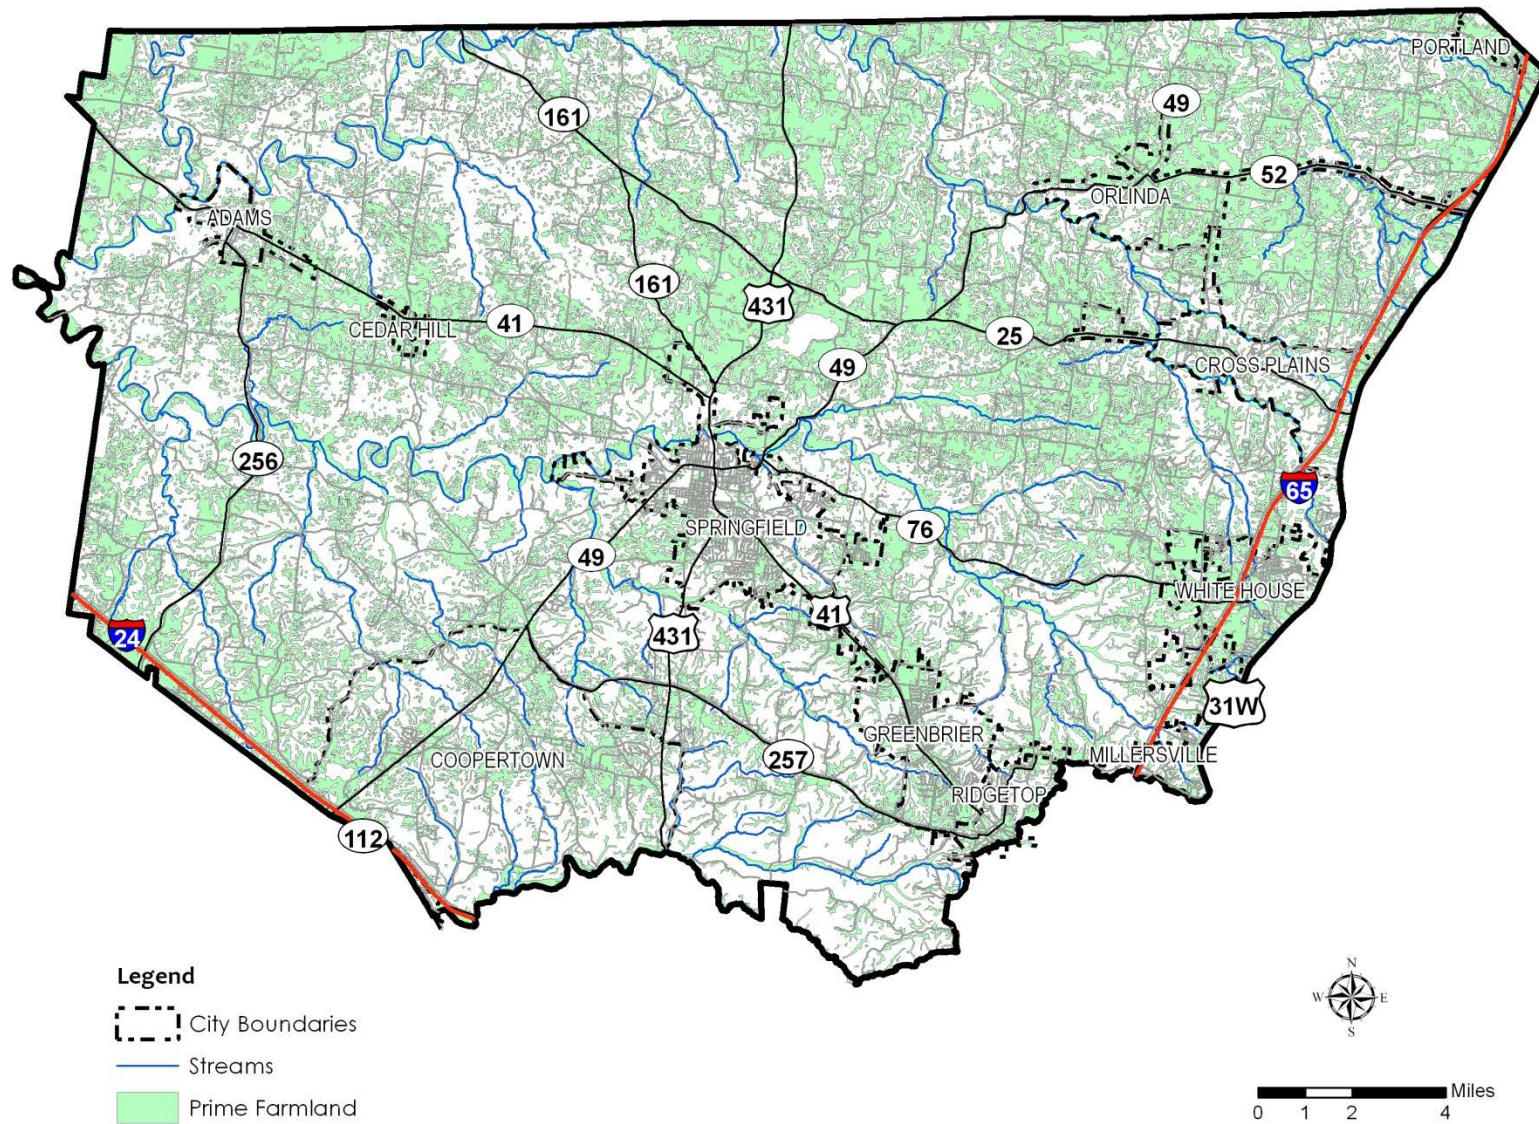 PORTLAND
49
161
52
ORLINDA
ADAMS
161
431
41
CEDAR HILL
25
49
CROSS PLAINS
256
65
SPRINGFIELD
76
49
WHITE HOUSE
41
24
431
31W
GREENBRIER
MILLERSVILLE
COOPERTOWN
257
RIDGETOP
112
Legend
City Boundaries
Streams
Prime Farmland
N
W E
S
Miles
0 1 2 4